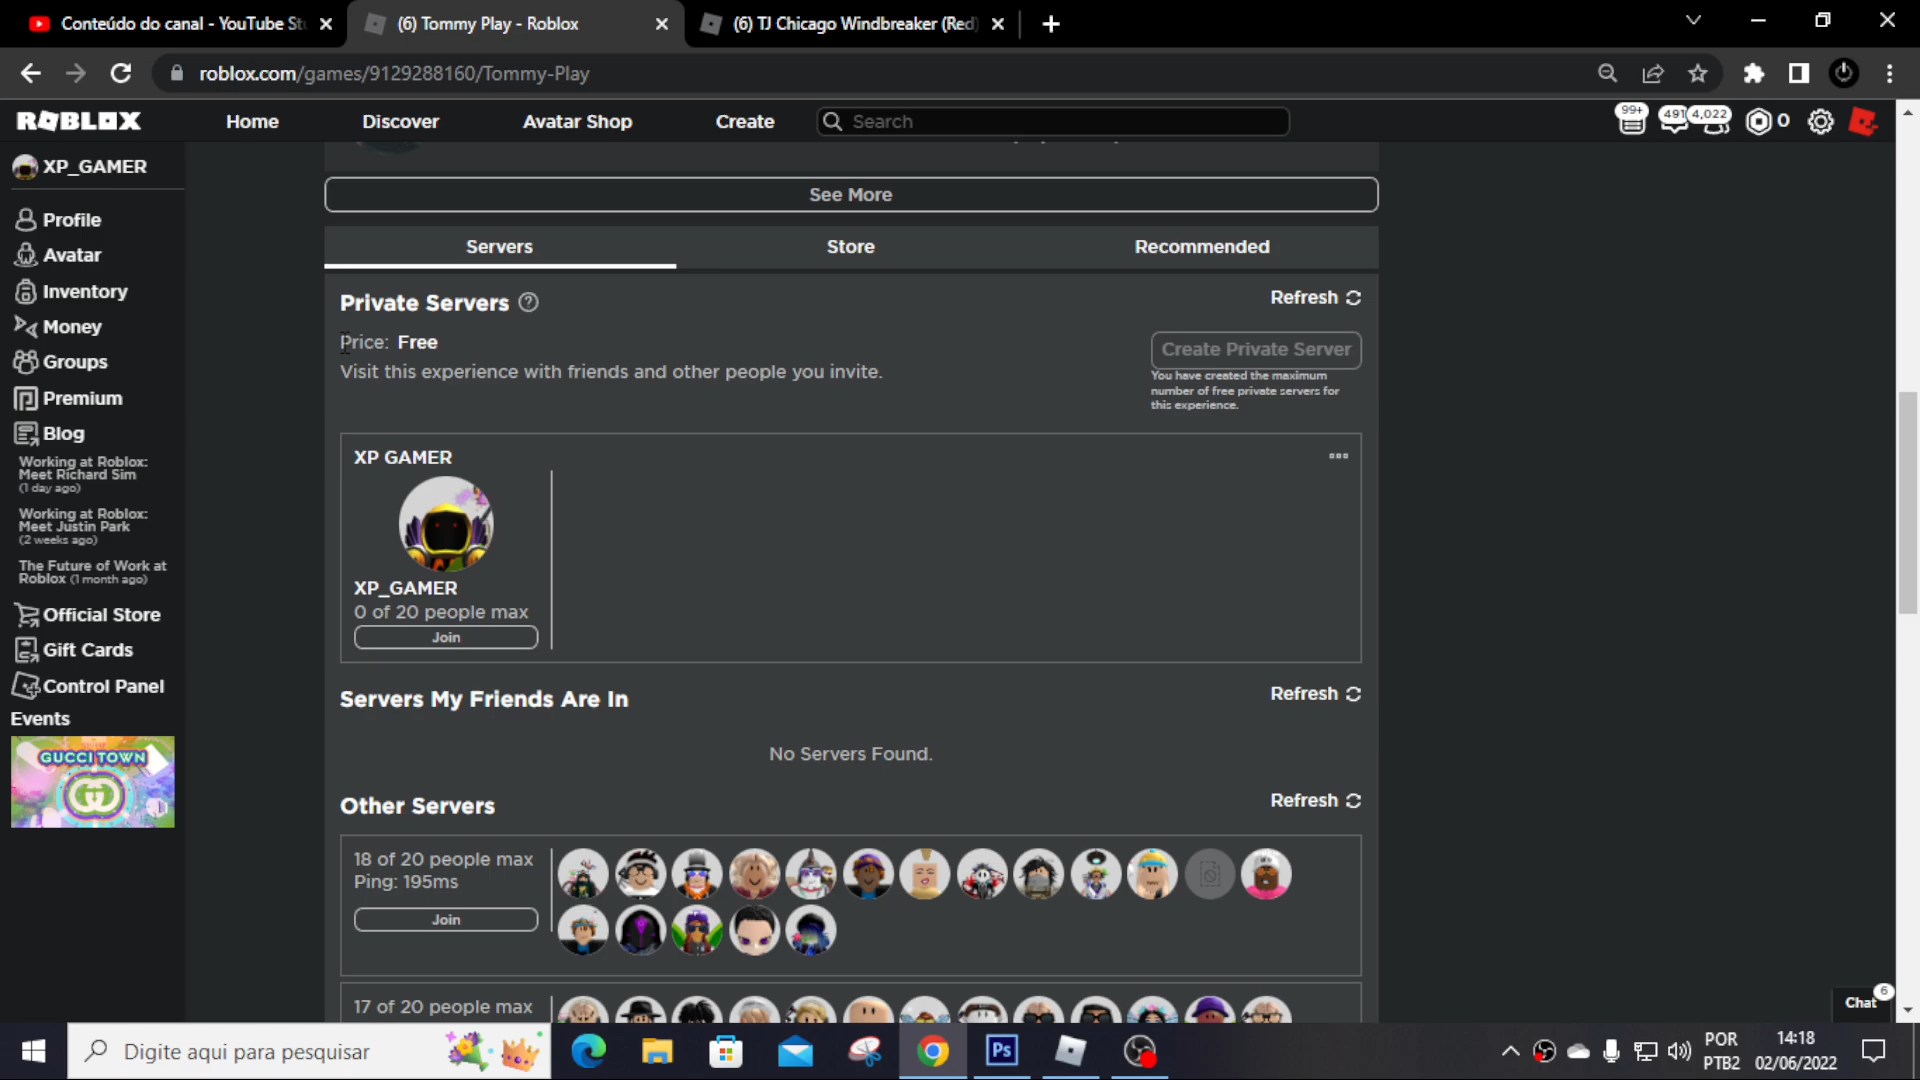 Conteúdo do canal - YouTube St
(6) Tommy Play - Roblox
(6) TJ Chicago Windbreaker (Red)
roblox.com/games/9129288160/Tommy-Play
ROBLOX
Home
Discover
Avatar Shop
Create
Search
99+
491
4,022
0
XP_GAMER
Profile
Avatar
Inventory
Money
Groups
Premium
Blog
Working at Roblox:
Meet Richard Sim
(1 day ago)
Working at Roblox:
Meet Justin Park
(2 weeks ago)
The Future of Work at
Roblox (1 month ago)
Official Store
Gift Cards
Control Panel
Events
GUCCI TOWN
See More
Servers
Store
Recommended
Private Servers
Refresh
Price: Free
Visit this experience with friends and other people you invite.
Create Private Server
You have created the maximum
number of free private servers for
this experience.
XP GAMER
XP_GAMER
0 of 20 people max
Join
Servers My Friends Are In
Refresh
No Servers Found.
Other Servers
Refresh
18 of 20 people max
Ping: 195ms
Join
17 of 20 people max
Chat
6
Digite aqui para pesquisar
Ps
POR
PTB2
14:18
02/06/2022